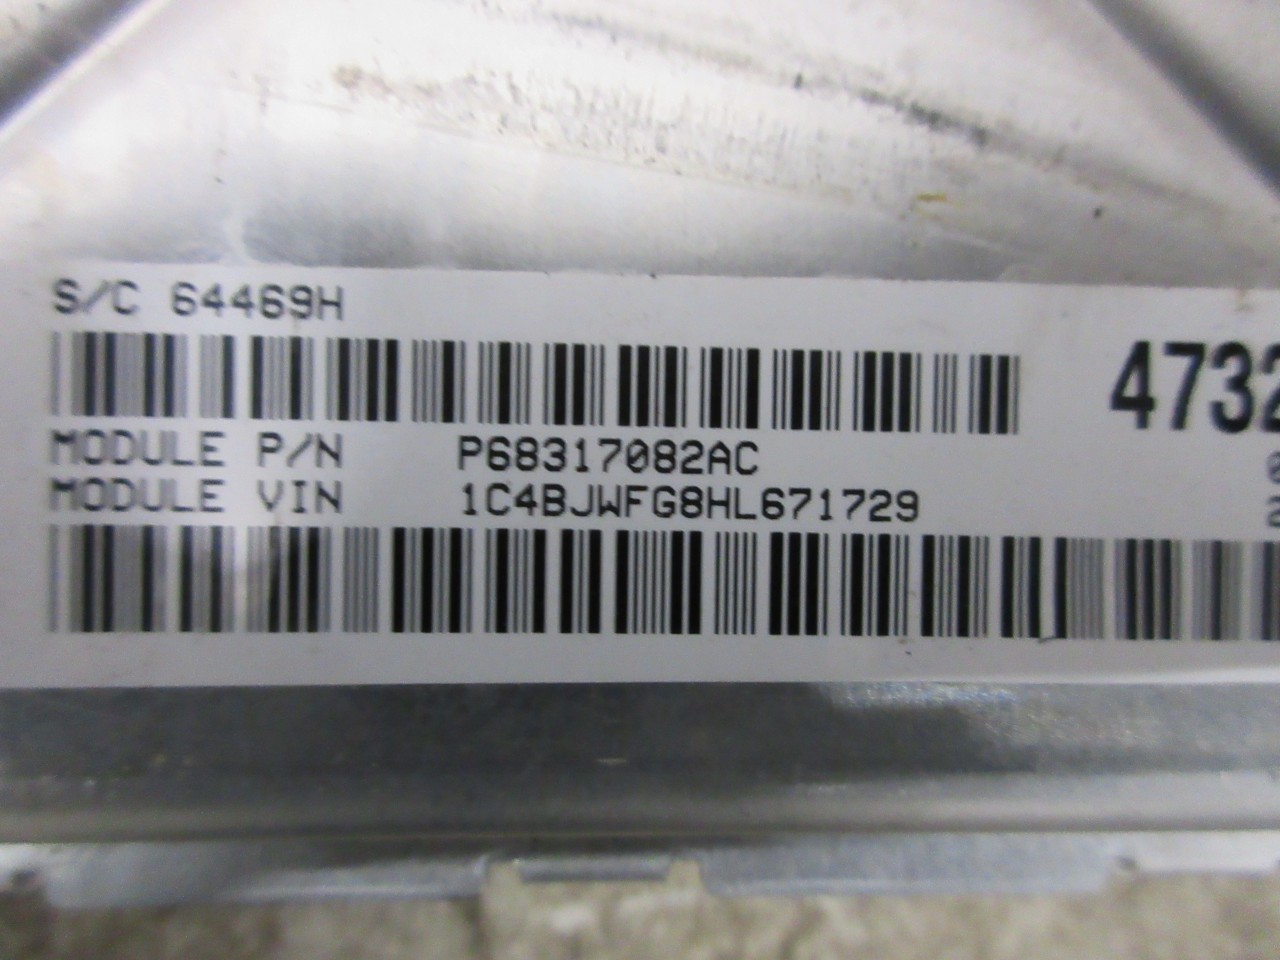 S/C 64469H
4732
MODULE P/N P68317082AC
MODULE VIN 1C4BJWFG8HL671729